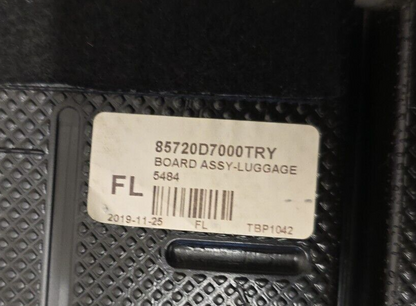 85720D7000TRY
BOARD ASSY-LUGGAGE
5484
FL
2019-11-25 FL TBP1042